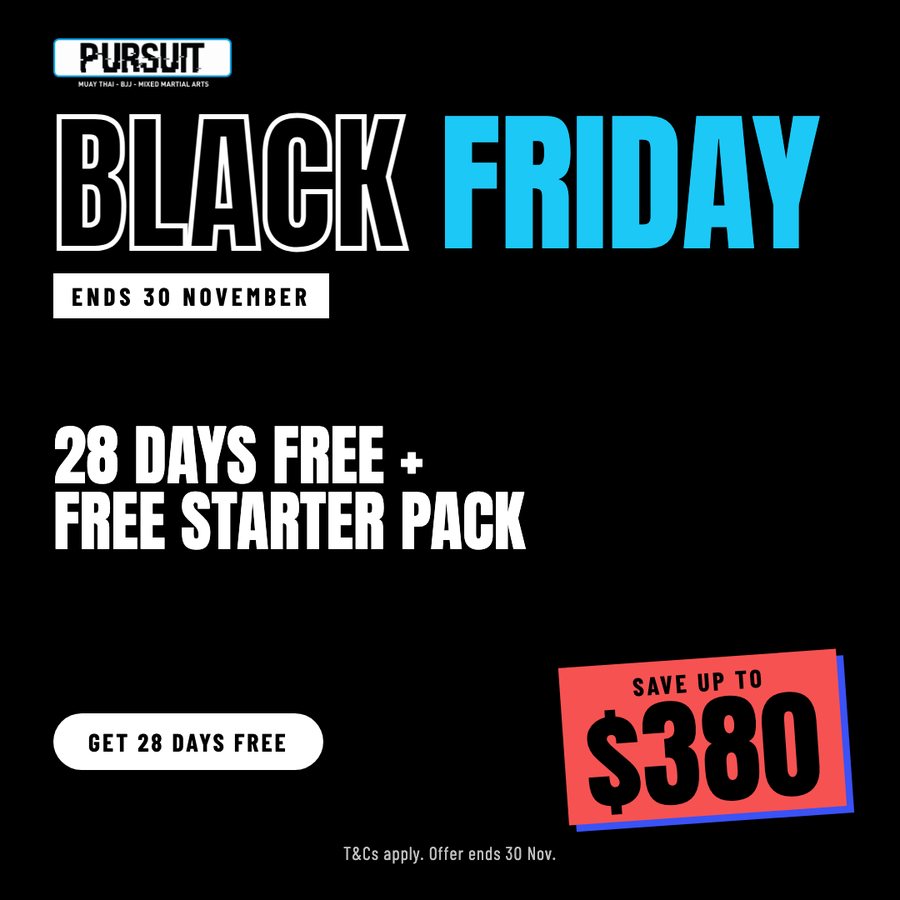 PURSUIT
MUAY THAI - BJJ - MIXED MARTIAL ARTS
BLACK FRIDAY
ENDS 30 NOVEMBER
28 DAYS FREE +
FREE STARTER PACK
SAVE UP TO
$380
GET 28 DAYS FREE
T&Cs apply. Offer ends 30 Nov.